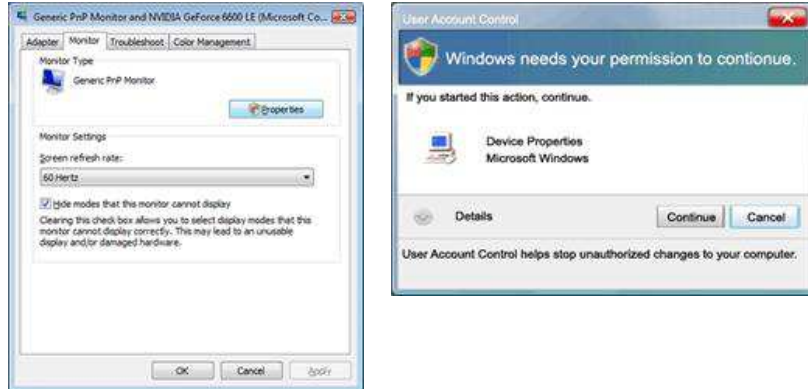 Generic PnP Monitor and NVIDIA GeForce 6600 LE (Microsoft Co...
Adapter Monitor Troubleshoot Color Management
Monitor Type
Generic PnP Monitor
Properties
Monitor Settings
Screen refresh rate:
60 Hertz
Hide modes that this monitor cannot display
Clearing this check box allows you to select display modes that this
monitor cannot display correctly. This may lead to an unusable
display and/or damaged hardware.
OK Cancel Apply
User Account Control
Windows needs your permission to contionue.
If you started this action, continue.
Device Properties
Microsoft Windows
Details Continue Cancel
User Account Control helps stop unauthorized changes to your computer.